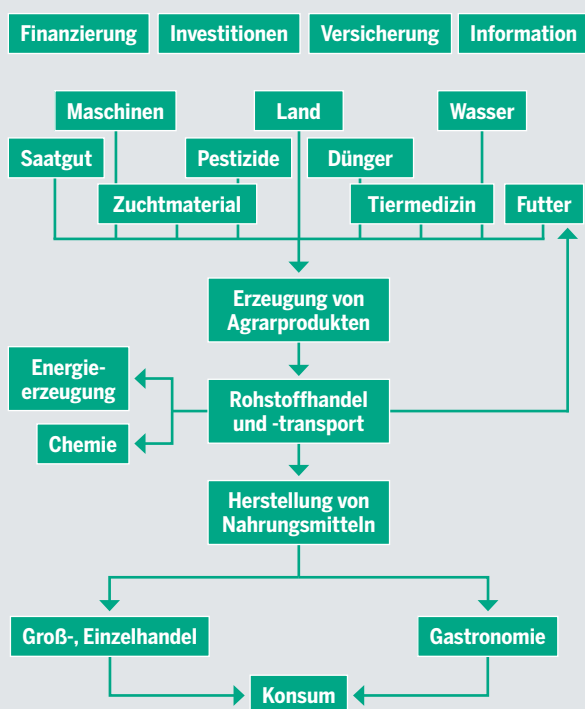 Finanzierung
Investitionen
Versicherung
Information
Maschinen
Land
Wasser
Saatgut
Pestizide
Dünger
Zuchtmaterial
Tiermedizin
Futter
Erzeugung von
Agrarprodukten
Energie-
erzeugung
Rohstoffhandel
und -transport
Chemie
Herstellung von
Nahrungsmitteln
Groß-, Einzelhandel
Gastronomie
Konsum